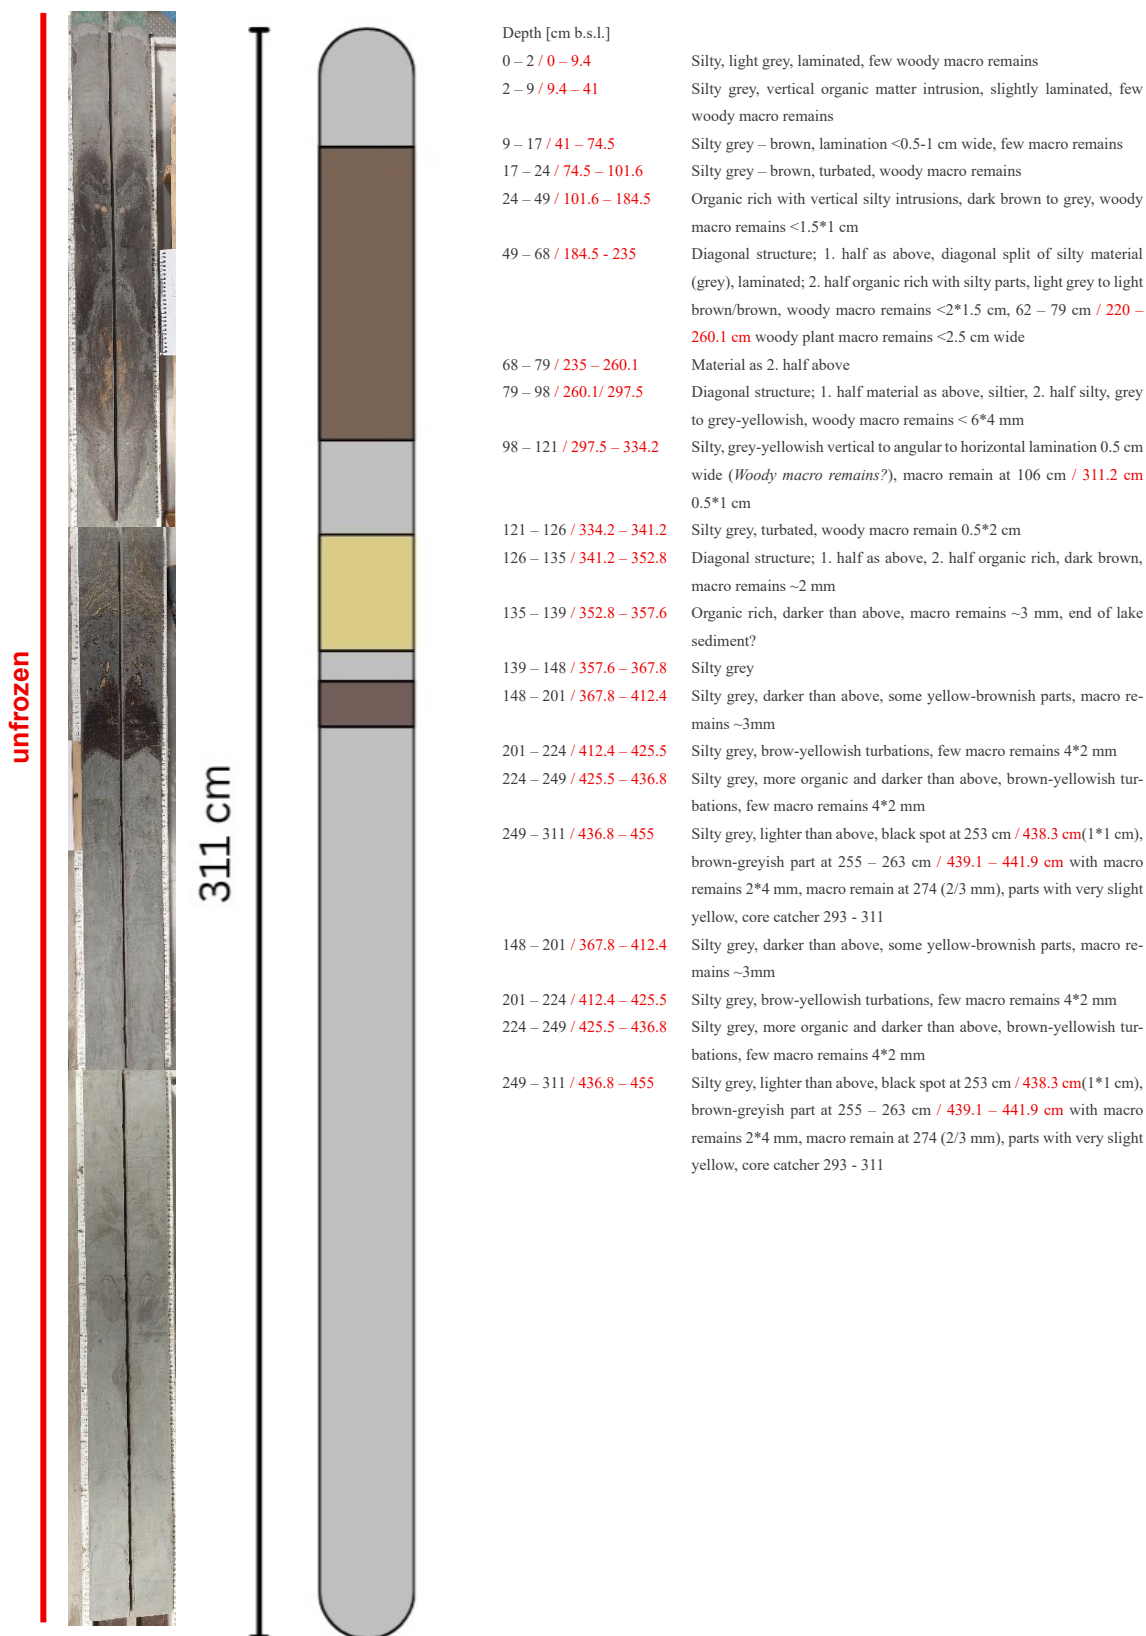 unfrozen
311 cm
Depth [cm b.s.l.]
0 – 2 / 0 – 9.4 Silty, light grey, laminated, few woody macro remains
2 – 9 / 9.4 – 41 Silty grey, vertical organic matter intrusion, slightly laminated, few
woody macro remains
9 – 17 / 41 – 74.5 Silty grey – brown, lamination <0.5-1 cm wide, few macro remains
17 – 24 / 74.5 – 101.6 Silty grey – brown, turbated, woody macro remains
24 – 49 / 101.6 – 184.5 Organic rich with vertical silty intrusions, dark brown to grey, woody
macro remains <1.5*1 cm
49 – 68 / 184.5 - 235 Diagonal structure; 1. half as above, diagonal split of silty material
(grey), laminated; 2. half organic rich with silty parts, light grey to light
brown/brown, woody macro remains <2*1.5 cm, 62 – 79 cm / 220 –
260.1 cm woody plant macro remains <2.5 cm wide
68 – 79 / 235 – 260.1 Material as 2. half above
79 – 98 / 260.1/ 297.5 Diagonal structure; 1. half material as above, siltier, 2. half silty, grey
to grey-yellowish, woody macro remains < 6*4 mm
98 – 121 / 297.5 – 334.2 Silty, grey-yellowish vertical to angular to horizontal lamination 0.5 cm
wide (Woody macro remains?), macro remain at 106 cm / 311.2 cm
0.5*1 cm
121 – 126 / 334.2 – 341.2 Silty grey, turbated, woody macro remain 0.5*2 cm
126 – 135 / 341.2 – 352.8 Diagonal structure; 1. half as above, 2. half organic rich, dark brown,
macro remains ~2 mm
135 – 139 / 352.8 – 357.6 Organic rich, darker than above, macro remains ~3 mm, end of lake
sediment?
139 – 148 / 357.6 – 367.8 Silty grey
148 – 201 / 367.8 – 412.4 Silty grey, darker than above, some yellow-brownish parts, macro re-
mains ~3mm
201 – 224 / 412.4 – 425.5 Silty grey, brow-yellowish turbations, few macro remains 4*2 mm
224 – 249 / 425.5 – 436.8 Silty grey, more organic and darker than above, brown-yellowish tur-
bations, few macro remains 4*2 mm
249 – 311 / 436.8 – 455 Silty grey, lighter than above, black spot at 253 cm / 438.3 cm(1*1 cm),
brown-greyish part at 255 – 263 cm / 439.1 – 441.9 cm with macro
remains 2*4 mm, macro remain at 274 (2/3 mm), parts with very slight
yellow, core catcher 293 - 311
148 – 201 / 367.8 – 412.4 Silty grey, darker than above, some yellow-brownish parts, macro re-
mains ~3mm
201 – 224 / 412.4 – 425.5 Silty grey, brow-yellowish turbations, few macro remains 4*2 mm
224 – 249 / 425.5 – 436.8 Silty grey, more organic and darker than above, brown-yellowish tur-
bations, few macro remains 4*2 mm
249 – 311 / 436.8 – 455 Silty grey, lighter than above, black spot at 253 cm / 438.3 cm(1*1 cm),
brown-greyish part at 255 – 263 cm / 439.1 – 441.9 cm with macro
remains 2*4 mm, macro remain at 274 (2/3 mm), parts with very slight
yellow, core catcher 293 - 311